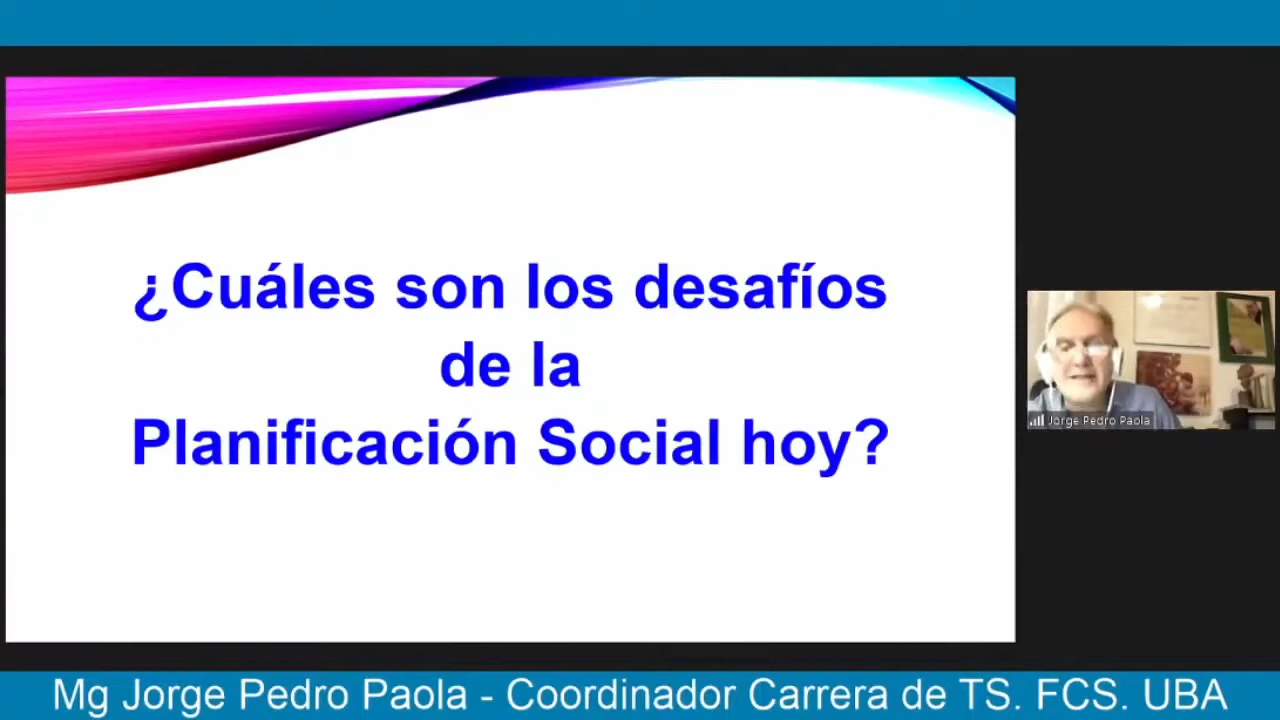 ¿Cuáles son los desafíos
de la
Planificación Social hoy?
Jorge Pedro Paola
Mg Jorge Pedro Paola - Coordinador Carrera de TS. FCS. UBA